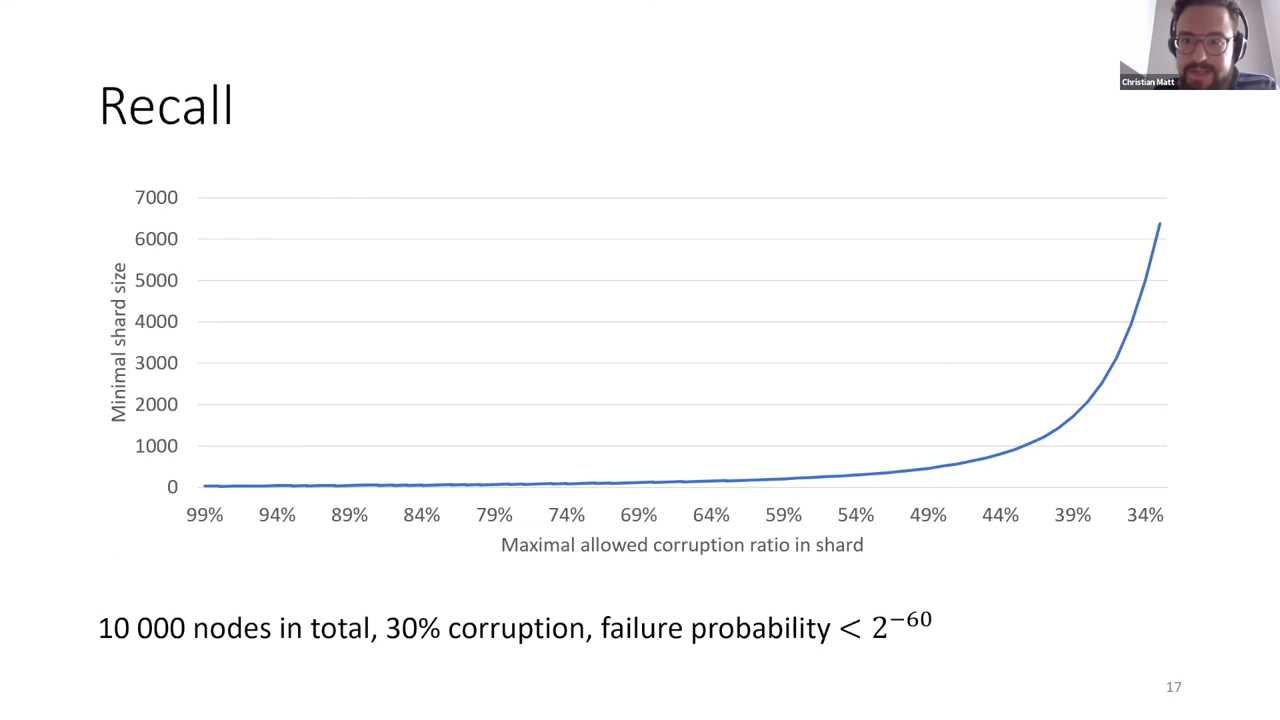 Christian Matt
Recall
7000
6000
5000
4000
3000
2000
1000
0
Minimal shard size
99% 94% 89% 84% 79% 74% 69% 64% 59% 54% 49% 44% 39% 34%
Maximal allowed corruption ratio in shard
10 000 nodes in total, 30% corruption, failure probability < 2⁻⁶⁰
17